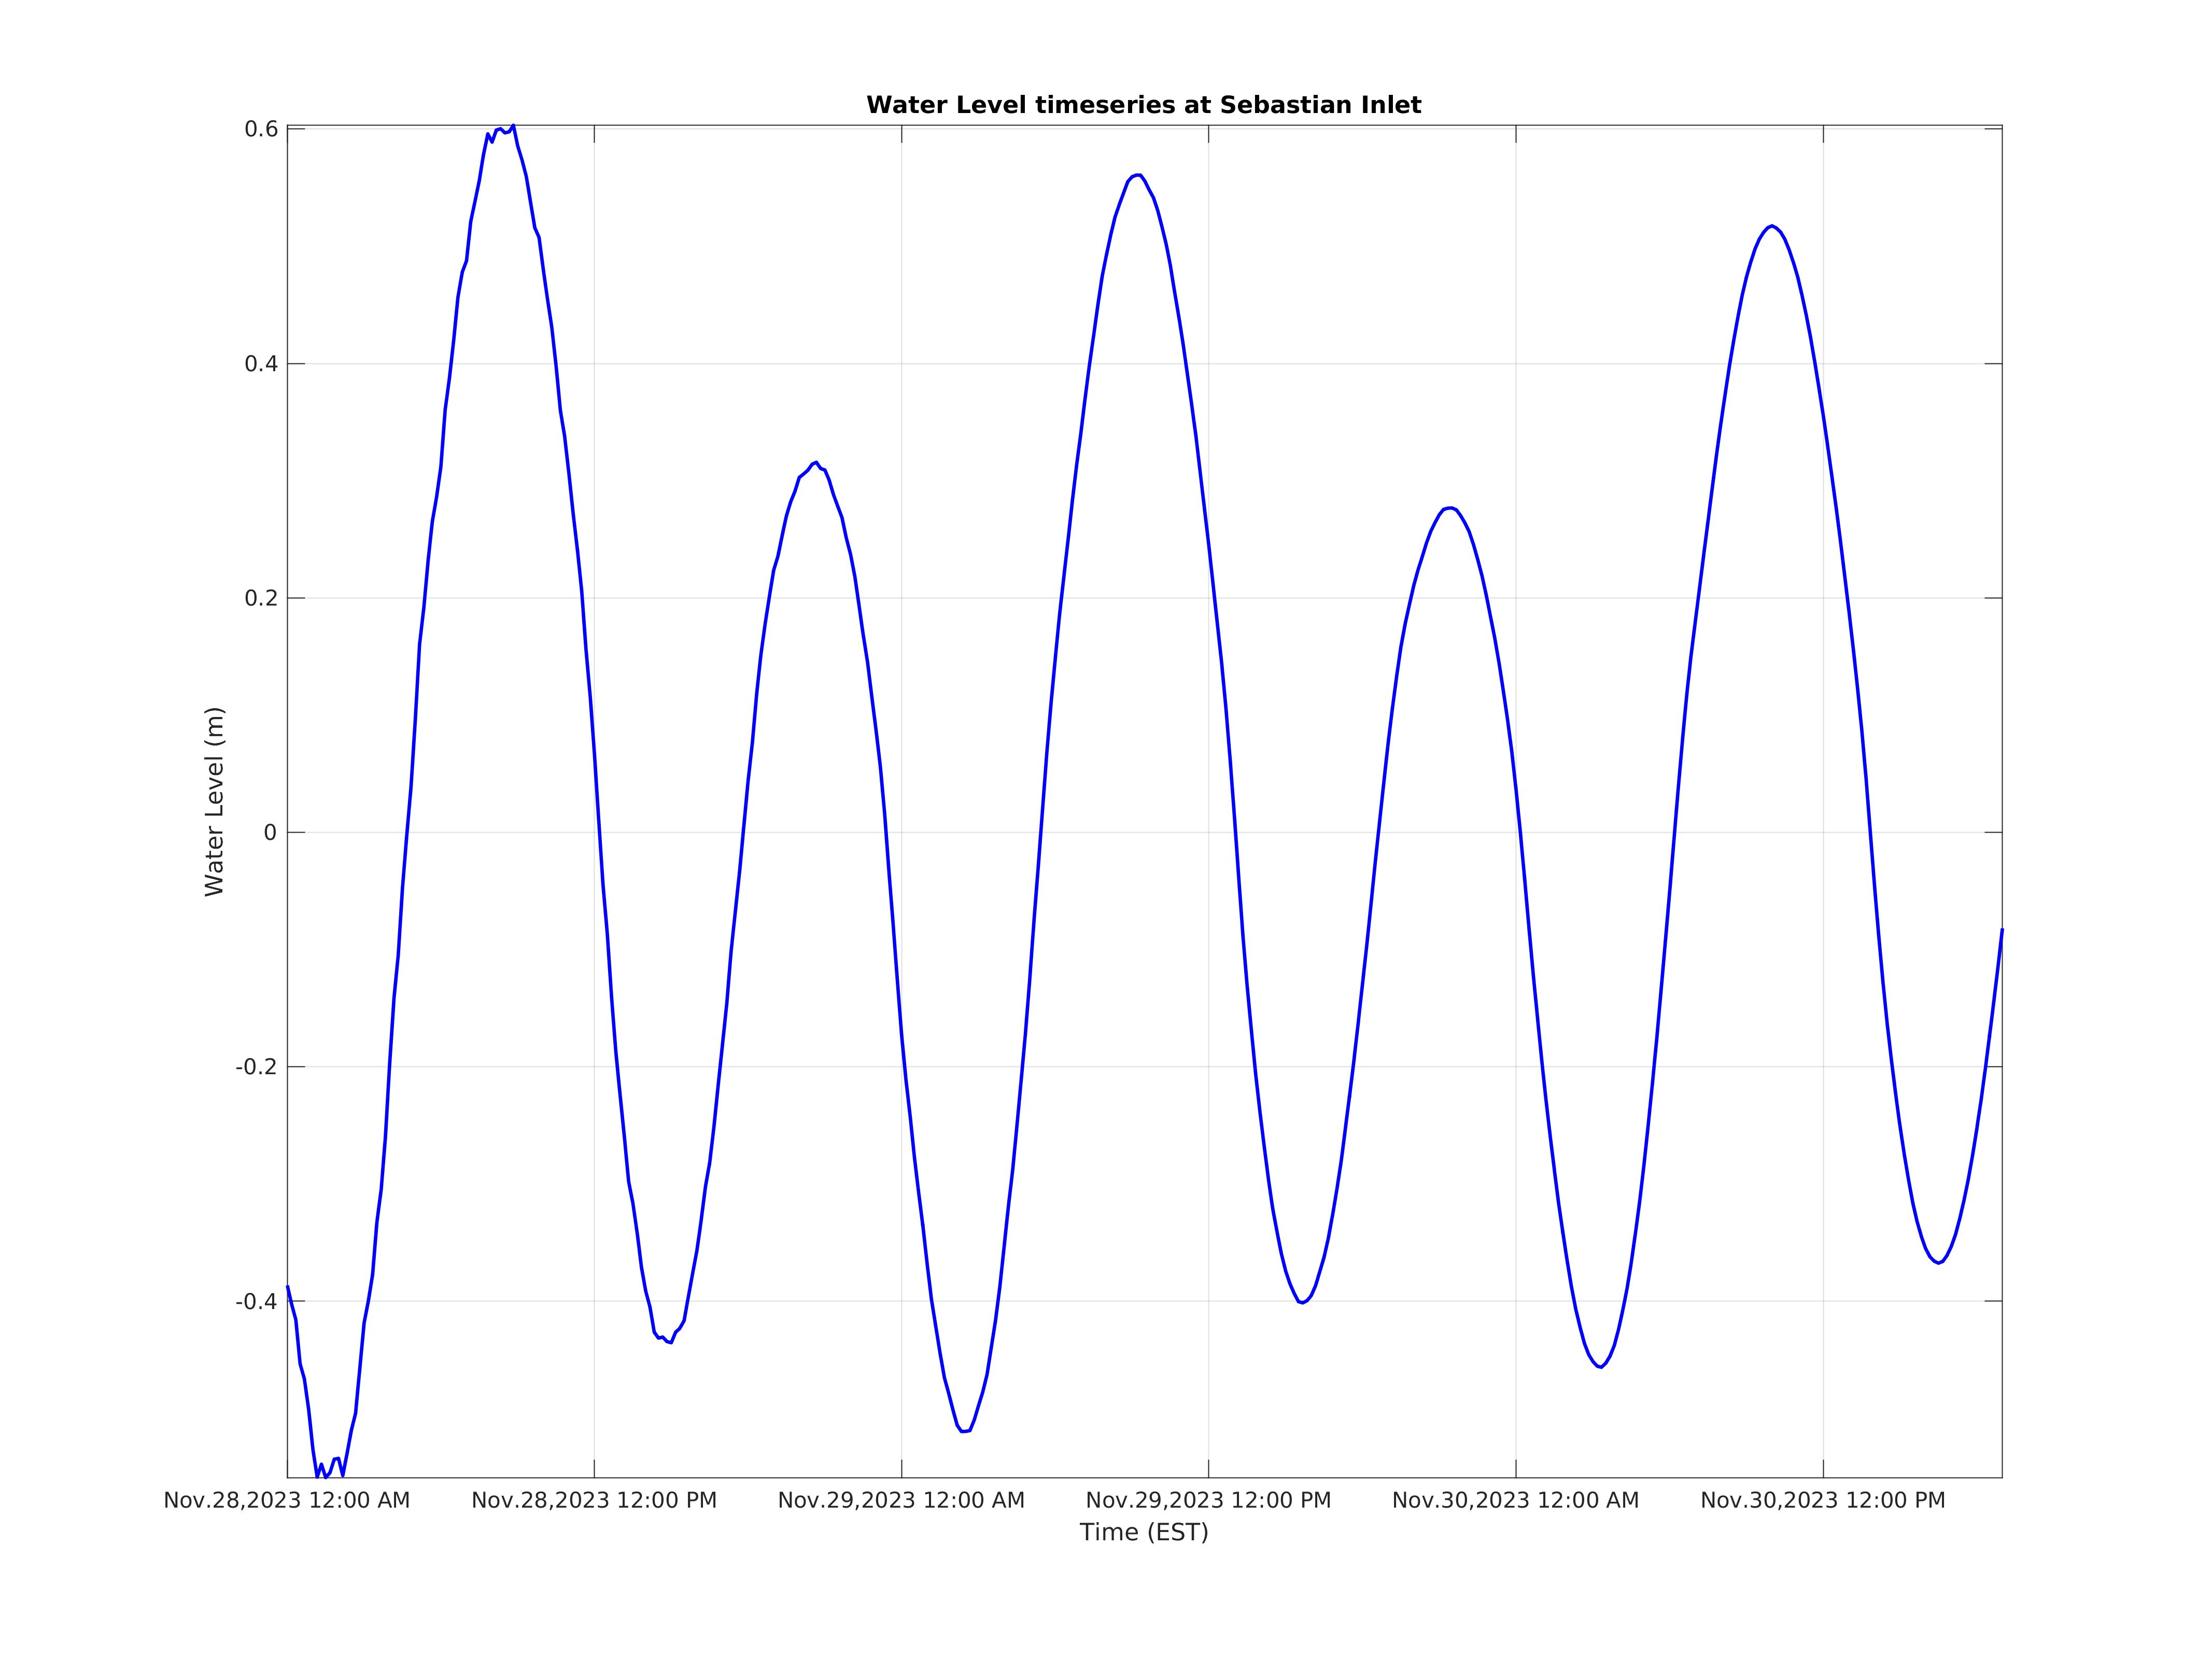 Water Level timeseries at Sebastian Inlet
0.6
0.4
0.2
0
-0.2
-0.4
Water Level (m)
Nov.28,2023 12:00 AM Nov.28,2023 12:00 PM Nov.29,2023 12:00 AM Nov.29,2023 12:00 PM Nov.30,2023 12:00 AM Nov.30,2023 12:00 PM
Time (EST)